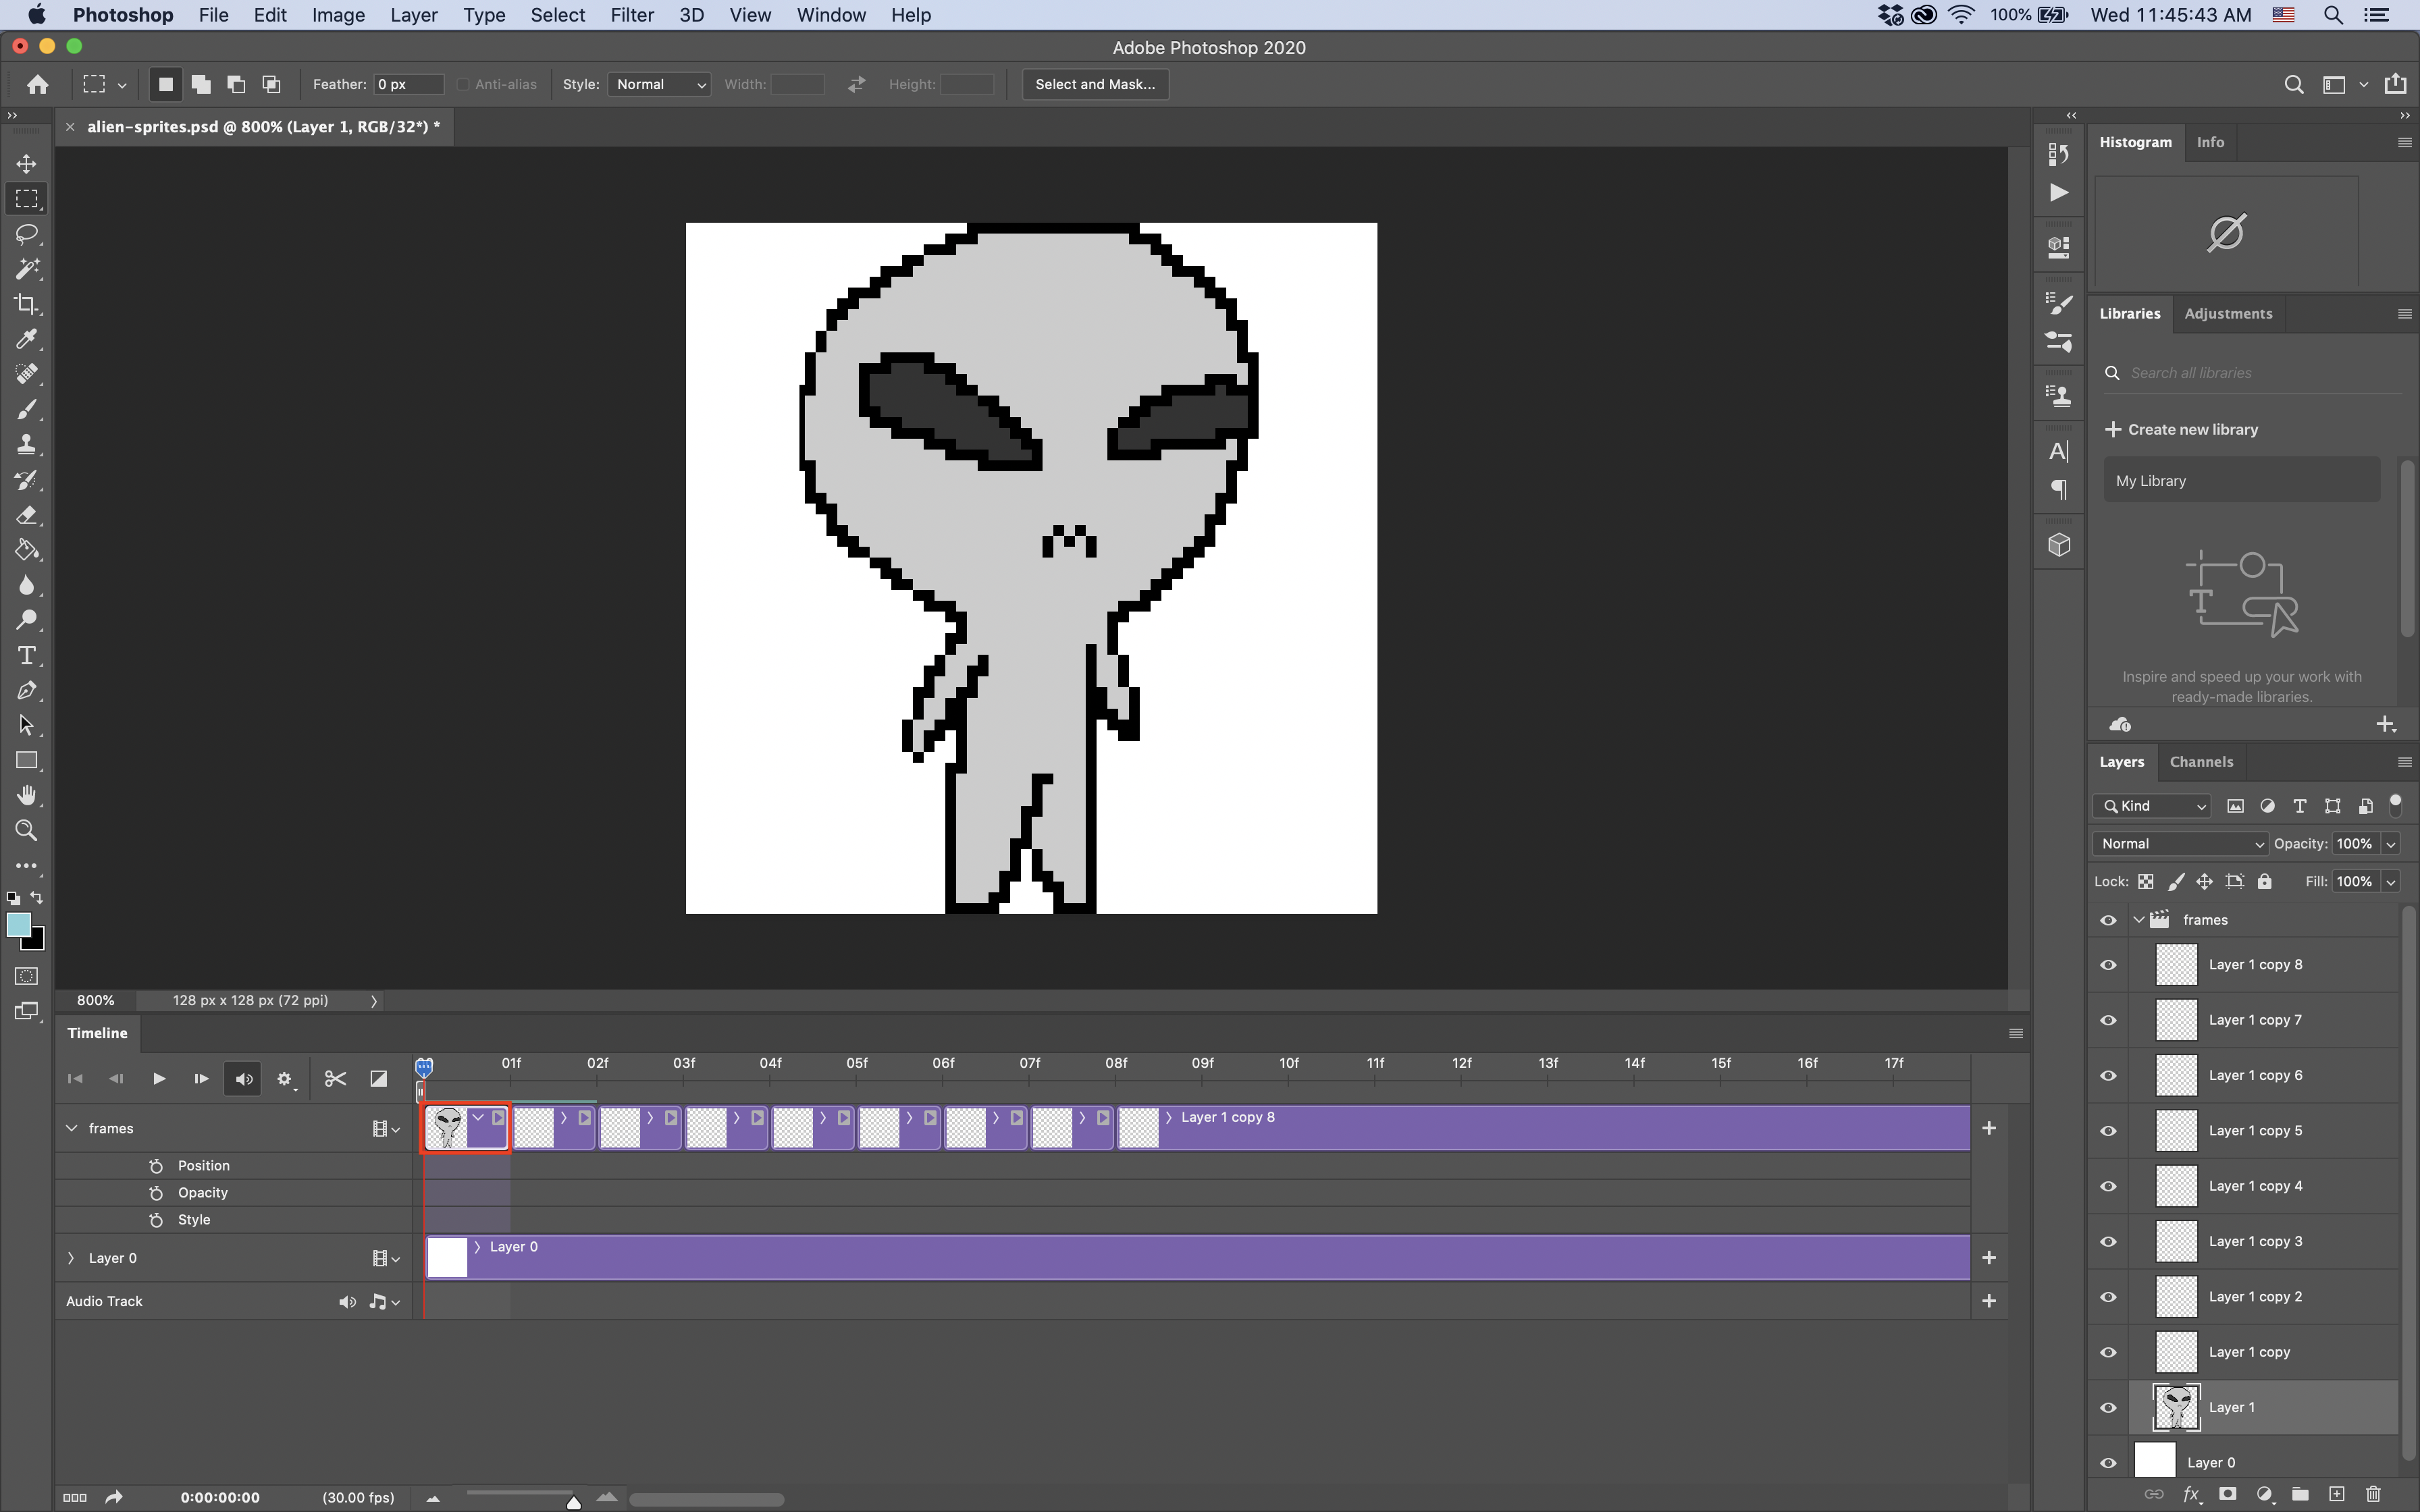 Photoshop File Edit Image Layer Type Select Filter 3D View Window Help 100% Wed 11:45:43 AM
Adobe Photoshop 2020
Feather: 0 px Anti-alias Style: Normal Width: Height: Select and Mask...
alien-sprites.psd @ 800% (Layer 1, RGB/32*) *
Histogram Info
Libraries Adjustments
Search all libraries
Create new library
My Library
Inspire and speed up your work with
ready-made libraries.
Layers Channels
Kind
Normal Opacity: 100%
Lock: Fill: 100%
frames
Layer 1 copy 8
Layer 1 copy 7
Layer 1 copy 6
Layer 1 copy 5
Layer 1 copy 4
Layer 1 copy 3
Layer 1 copy 2
Layer 1 copy
Layer 1
Layer 0
fx
800% 128 px x 128 px (72 ppi)
Timeline
01f 02f 03f 04f 05f 06f 07f 08f 09f 10f 11f 12f 13f 14f 15f 16f 17f
frames Layer 1 copy 8
Position
Opacity
Style
Layer 0 Layer 0
Audio Track
0:00:00:00 (30.00 fps)